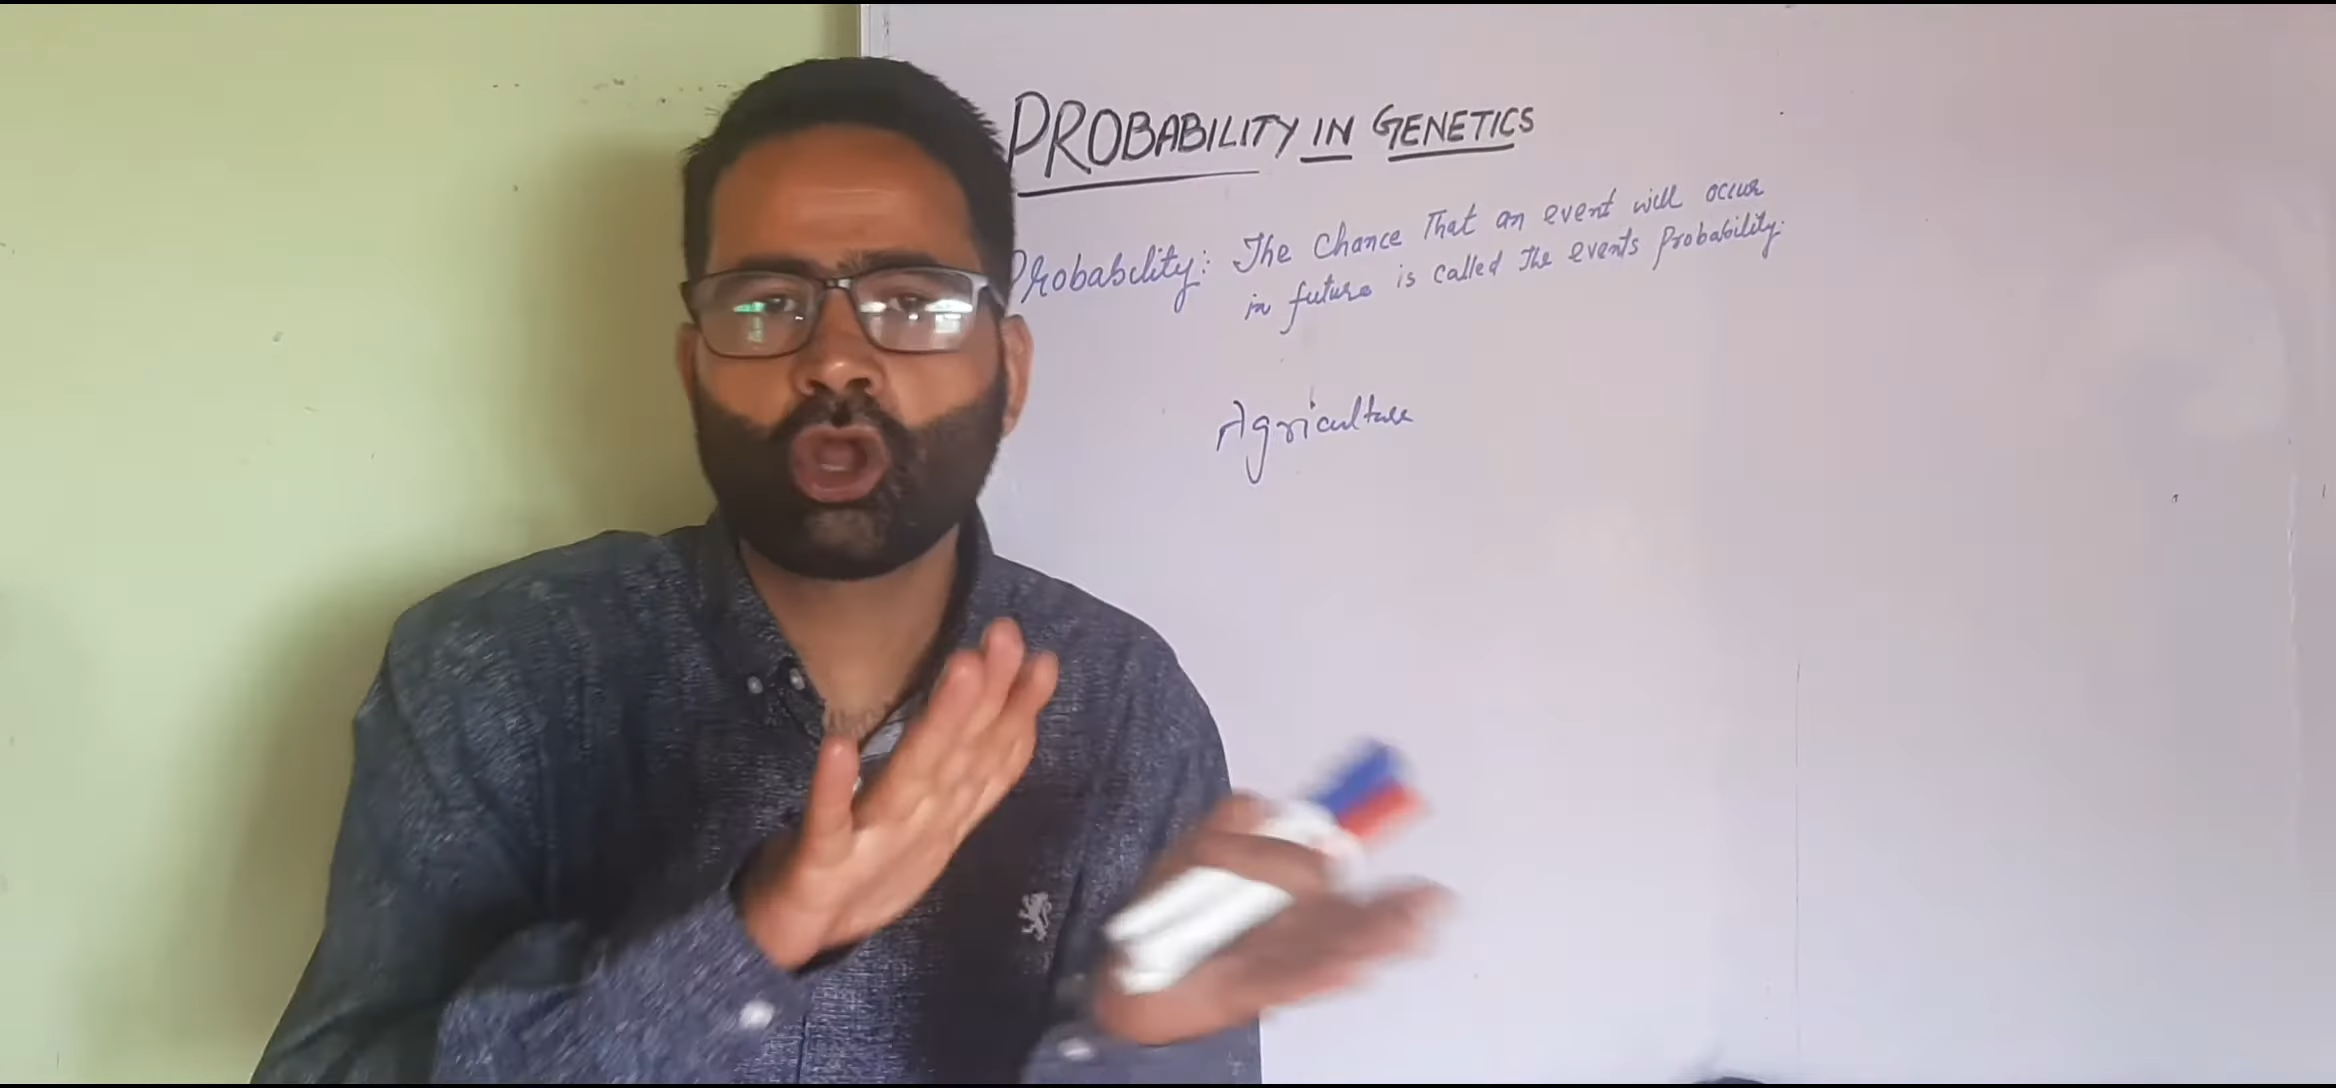 PROBABILITY IN GENETICS
Probability: The Chance That an event will occur
in future is called The events Probability.
Agriculture